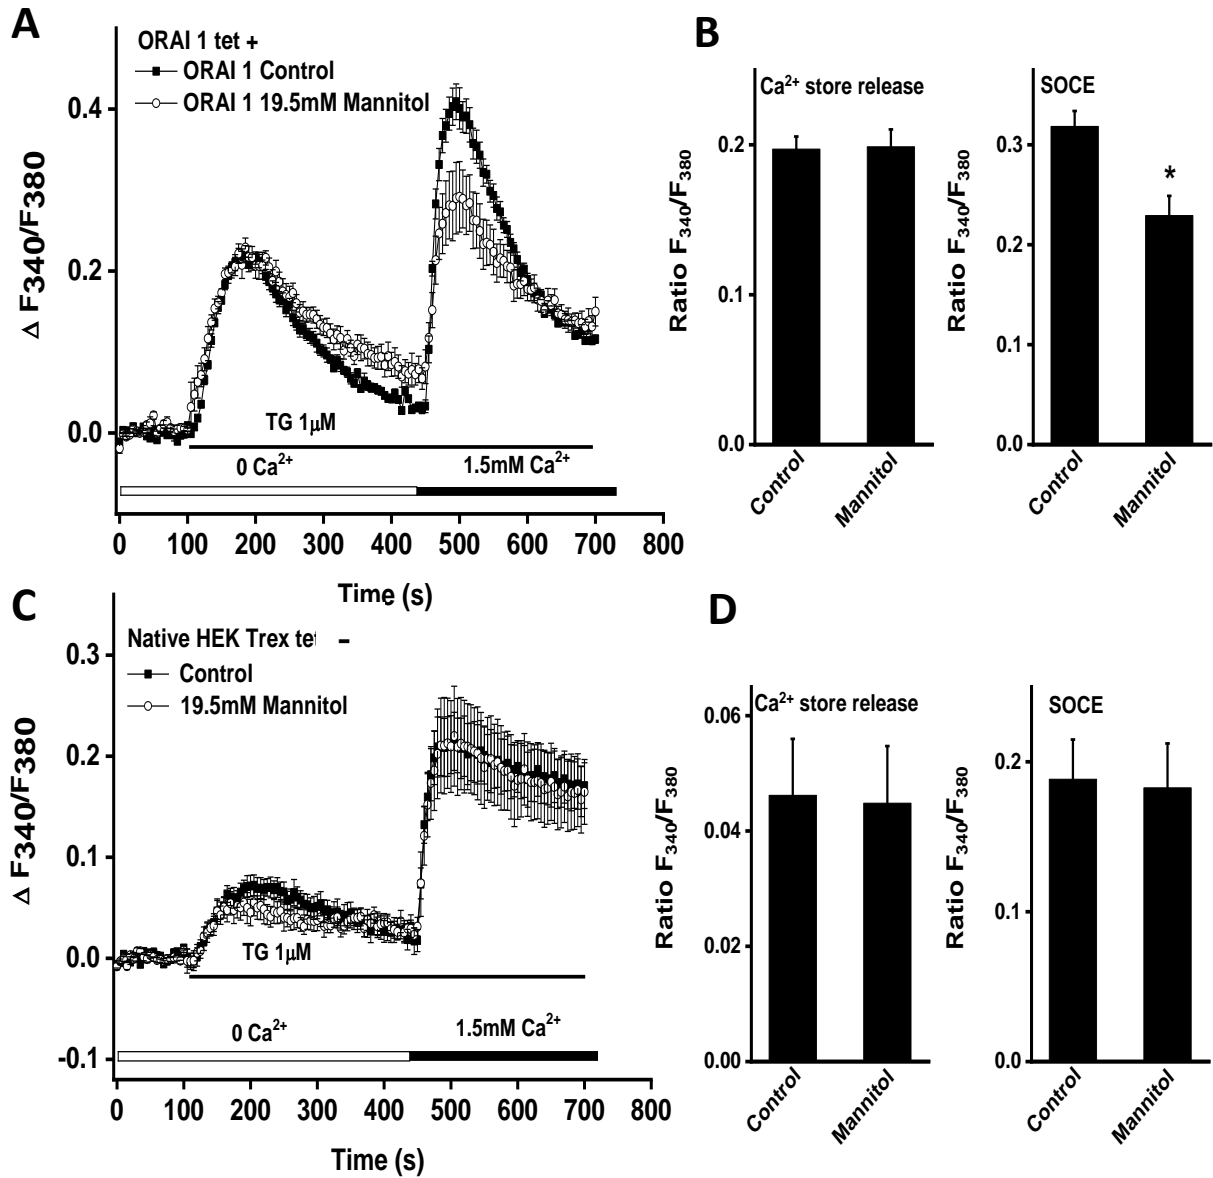 A
ORAI 1 tet +
ORAI 1 Control
ORAI 1 19.5mM Mannitol
0.4
0.2
0.0
Δ F340/F380
TG 1µM
0 Ca2+
1.5mM Ca2+
0 100 200 300 400 500 600 700 800
Time (s)
B
Ca2+ store release
0.2
0.1
0.0
Ratio F340/F380
Control
Mannitol
SOCE
*
0.3
0.2
0.1
0.0
Ratio F340/F380
Control
Mannitol
C
Native HEK Trex tet –
Control
19.5mM Mannitol
0.3
0.2
0.1
0.0
-0.1
Δ F340/F380
TG 1µM
0 Ca2+
1.5mM Ca2+
0 100 200 300 400 500 600 700 800
Time (s)
D
Ca2+ store release
0.06
0.04
0.02
0.00
Ratio F340/F380
Control
Mannitol
SOCE
0.2
0.1
0.0
Ratio F340/F380
Control
Mannitol